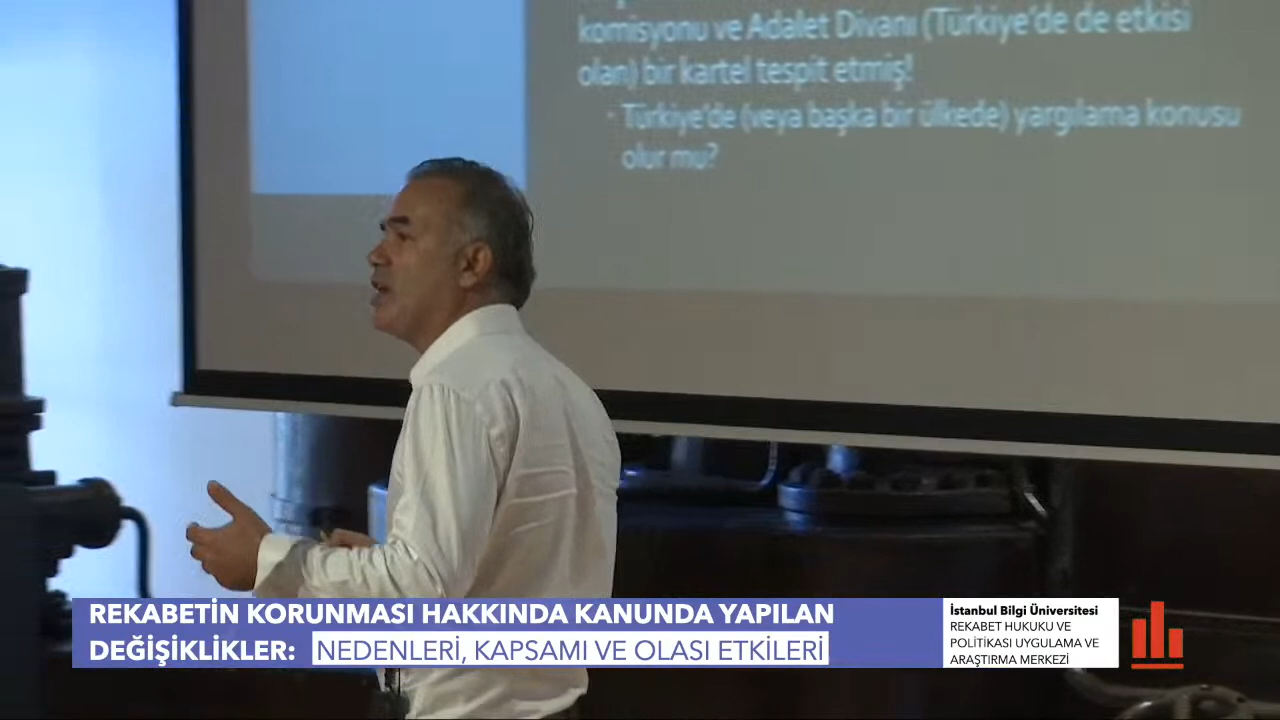 komisyonu ve Adalet Divanı (Türkiye'de de etkisi
olan) bir kartel tespit etmiş!
Türkiye'de (veya başka bir ülkede) yargılama konusu
olur mu?
REKABETİN KORUNMASI HAKKINDA KANUNDA YAPILAN
DEĞİŞİKLİKLER: NEDENLERİ, KAPSAMI VE OLASI ETKİLERİ
İstanbul Bilgi Üniversitesi
REKABET HUKUKU VE
POLİTİKASI UYGULAMA VE
ARAŞTIRMA MERKEZİ